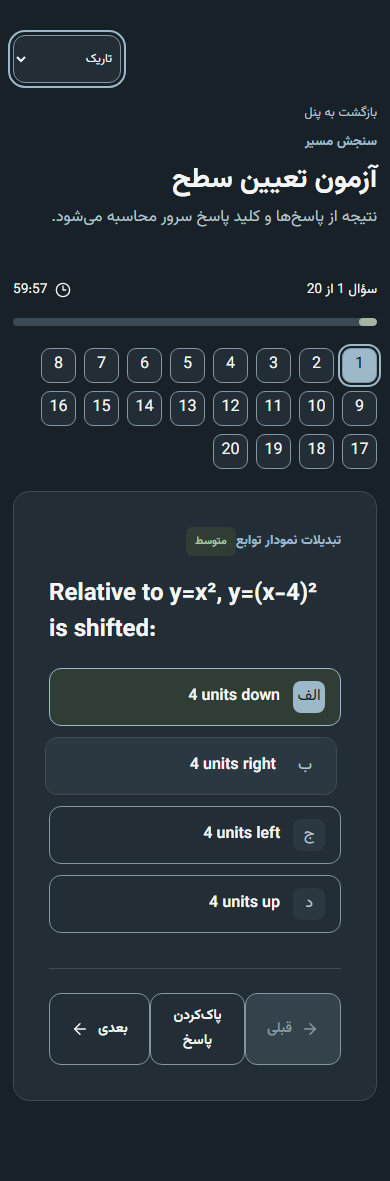 تاریک
بازگشت به پنل
سنجش مسیر
آزمون تعیین سطح
نتیجه از پاسخ‌ها و کلید پاسخ سرور محاسبه می‌شود.
سؤال 1 از 20
59:57
1 2 3 4 5 6 7 8
9 10 11 12 13 14 15 16
17 18 19 20
تبدیلات نمودار توابع متوسط
Relative to y=x², y=(x-4)²
is shifted:
الف 4 units down
ب 4 units right
ج 4 units left
د 4 units up
قبلی
پاک‌کردن
پاسخ
بعدی